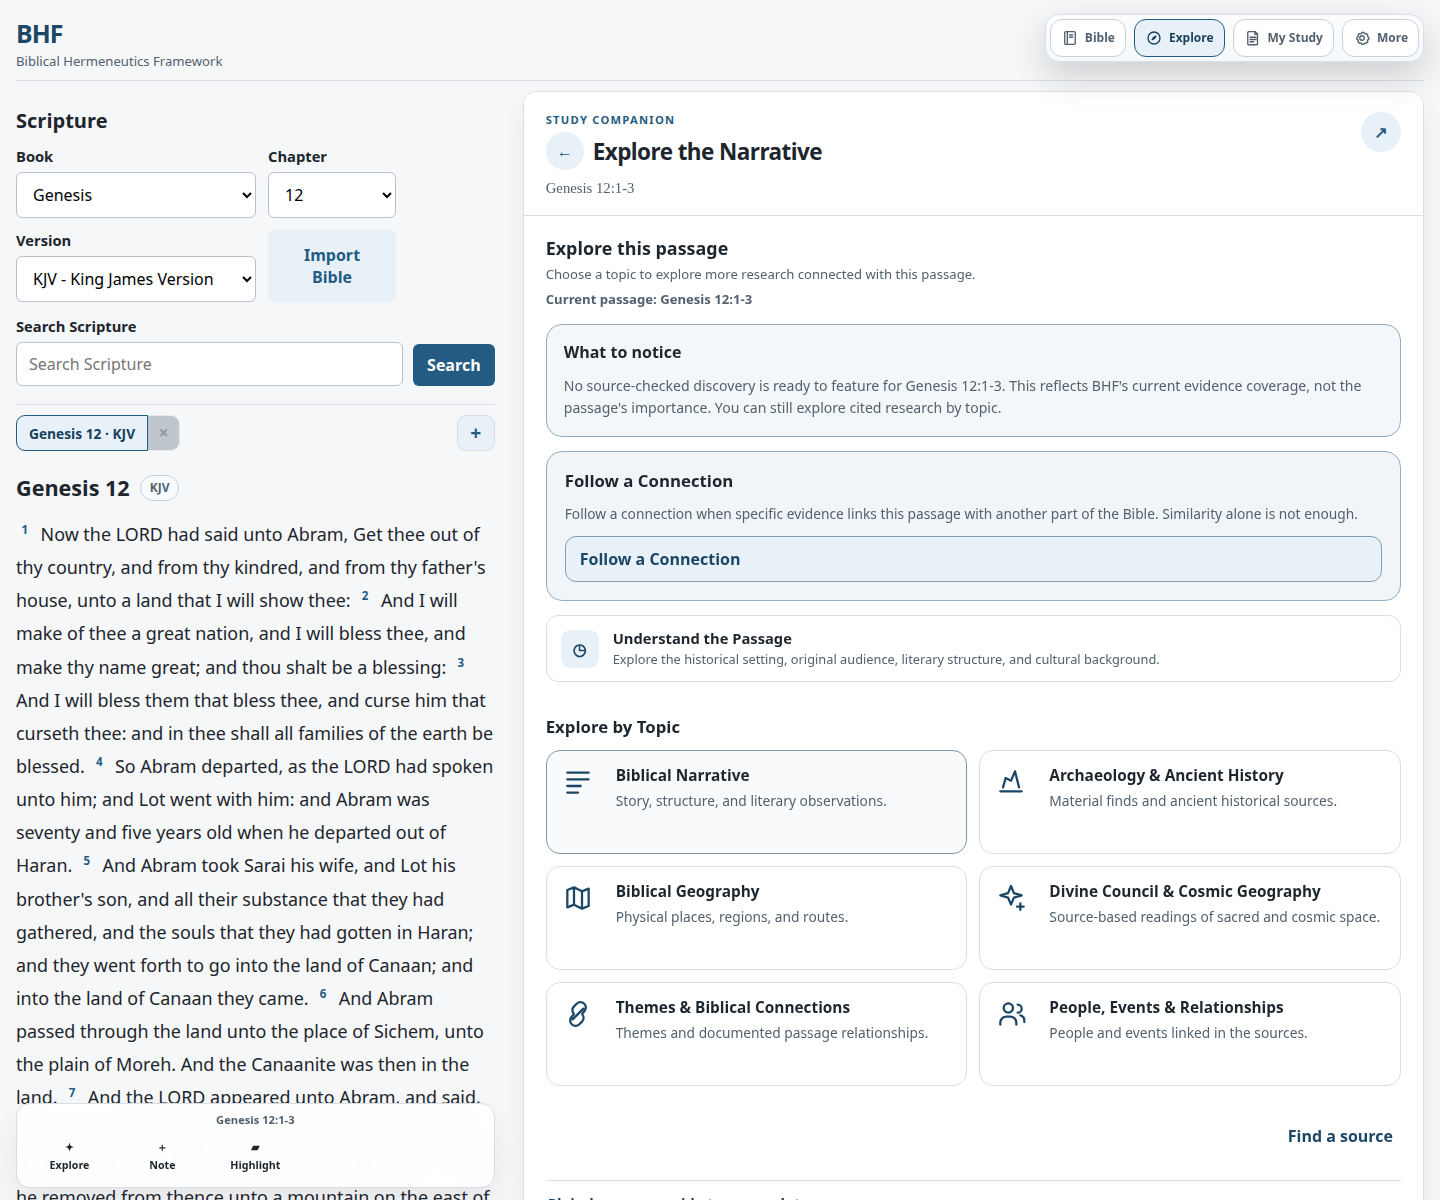 BHF
Biblical Hermeneutics Framework
Bible
Explore
My Study
More
Scripture
Book
Chapter
Genesis
12
Version
KJV - King James Version
Import
Bible
Search Scripture
Search Scripture
Search
Genesis 12 · KJV
×
+
Genesis 12 KJV
1 Now the LORD had said unto Abram, Get thee out of
thy country, and from thy kindred, and from thy father's
house, unto a land that I will show thee: 2 And I will
make of thee a great nation, and I will bless thee, and
make thy name great; and thou shalt be a blessing: 3
And I will bless them that bless thee, and curse him that
curseth thee: and in thee shall all families of the earth be
blessed. 4 So Abram departed, as the LORD had spoken
unto him; and Lot went with him: and Abram was
seventy and five years old when he departed out of
Haran. 5 And Abram took Sarai his wife, and Lot his
brother's son, and all their substance that they had
gathered, and the souls that they had gotten in Haran;
and they went forth to go into the land of Canaan; and
into the land of Canaan they came. 6 And Abram
passed through the land unto the place of Sichem, unto
the plain of Moreh. And the Canaanite was then in the
land. 7 And the LORD appeared unto Abram, and said,
Genesis 12:1-3
Explore
Note
Highlight
he removed from thence unto a mountain on the east of
STUDY COMPANION
← Explore the Narrative
↗
Genesis 12:1-3
Explore this passage
Choose a topic to explore more research connected with this passage.
Current passage: Genesis 12:1-3
What to notice
No source-checked discovery is ready to feature for Genesis 12:1-3. This reflects BHF's current evidence coverage, not the
passage's importance. You can still explore cited research by topic.
Follow a Connection
Follow a connection when specific evidence links this passage with another part of the Bible. Similarity alone is not enough.
Follow a Connection
Understand the Passage
Explore the historical setting, original audience, literary structure, and cultural background.
Explore by Topic
Biblical Narrative
Story, structure, and literary observations.
Archaeology & Ancient History
Material finds and ancient historical sources.
Biblical Geography
Physical places, regions, and routes.
Divine Council & Cosmic Geography
Source-based readings of sacred and cosmic space.
Themes & Biblical Connections
Themes and documented passage relationships.
People, Events & Relationships
People and events linked in the sources.
Find a source